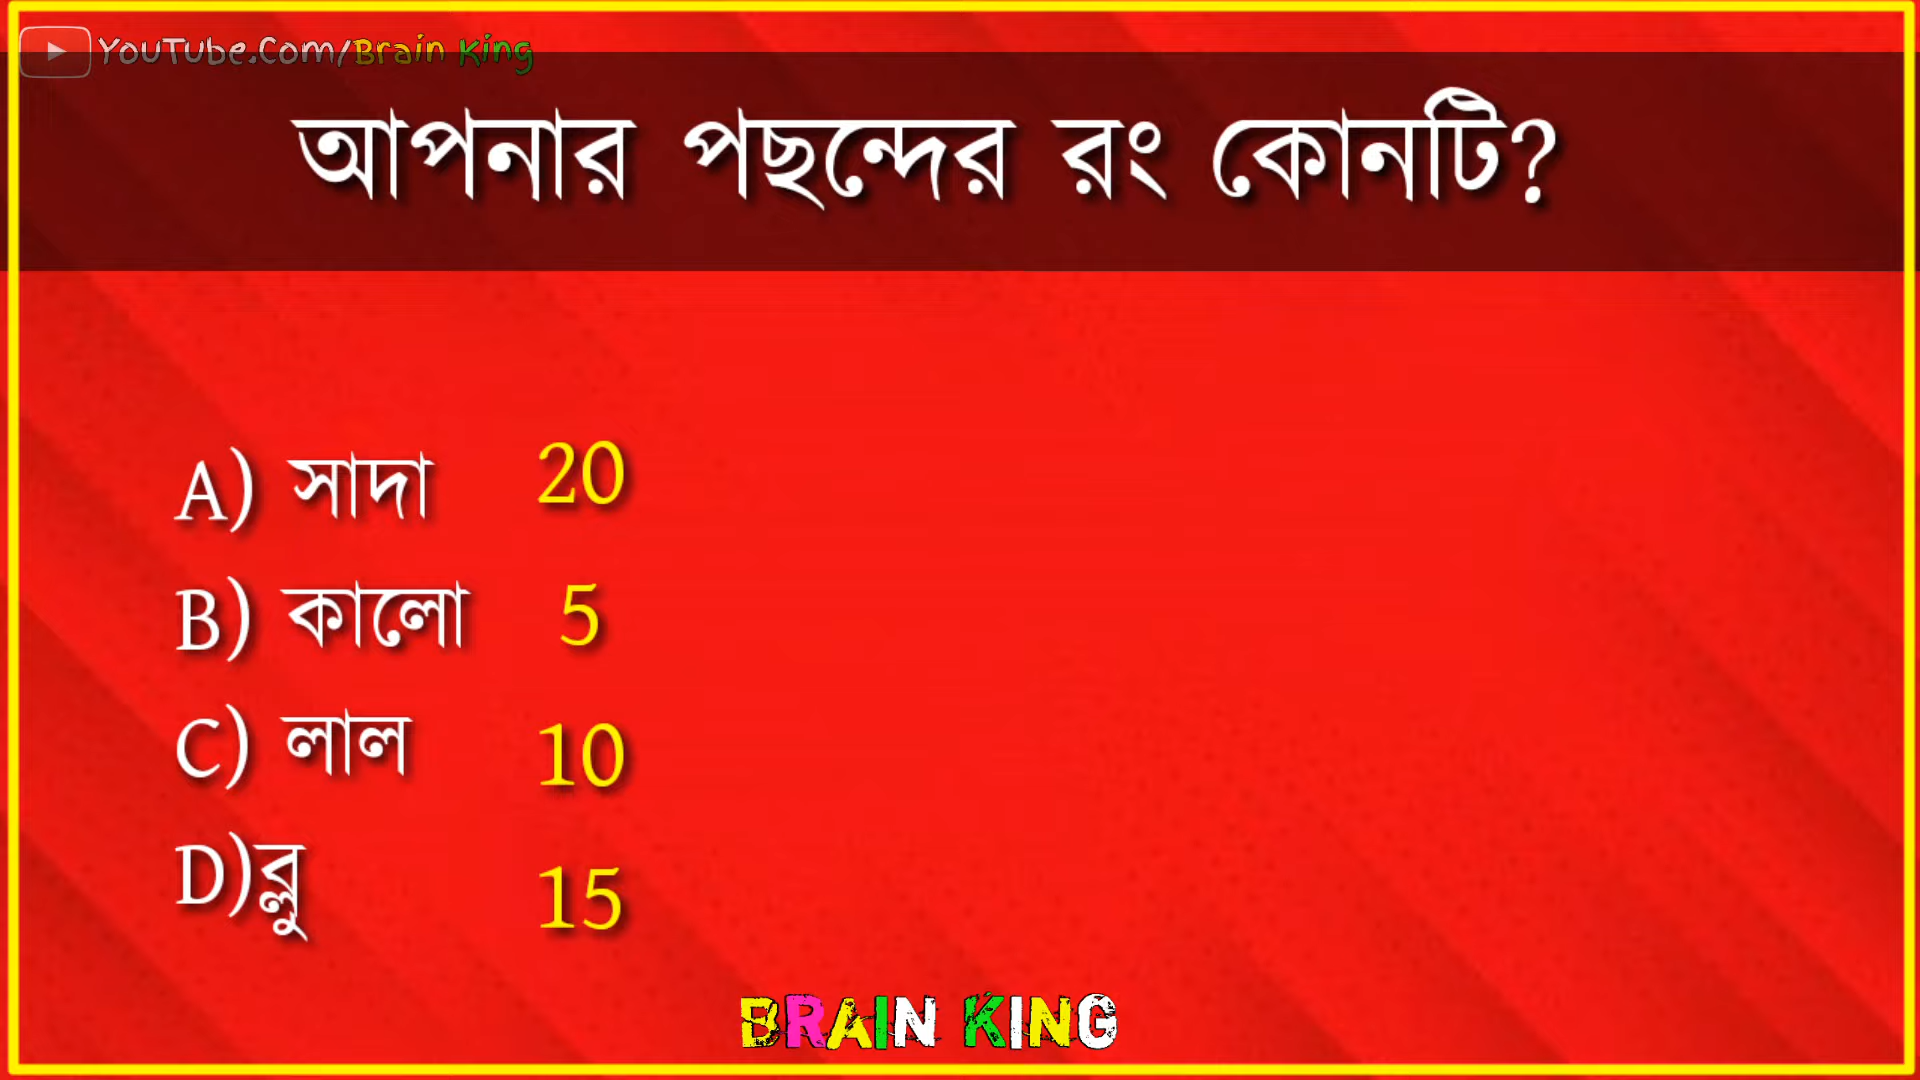 YouTube.Com/Brain King
আপনার পছন্দের রং কোনটি?
A) সাদা 20
B) কালো 5
C) লাল 10
D)ব্লু 15
BRAIN KING